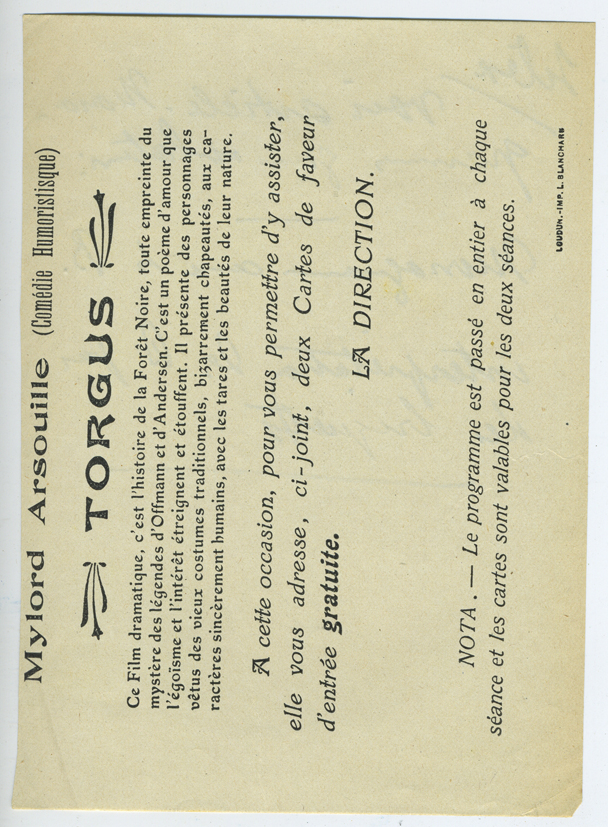 Mylord Arsouille (Comédie Humoristisque)
TORGUS
Ce Film dramatique, c'est l'histoire de la Forêt Noire, toute empreinte du
mystère des légendes d'Offmann et d'Andersen. C'est un poème d'amour que
l'égoïsme et l'intérêt étreignent et étouffent. Il présente des personnages
vêtus des vieux costumes traditionnels, bizarrement chapeautés, aux ca-
ractères sincèrement humains, avec les tares et les beautés de leur nature.
A cette occasion, pour vous permettre d'y assister,
elle vous adresse, ci-joint, deux Cartes de faveur
d'entrée gratuite.
LA DIRECTION.
NOTA. — Le programme est passé en entier à chaque
séance et les cartes sont valables pour les deux séances.
LOUDUN.-IMP. L. BLANCHARD